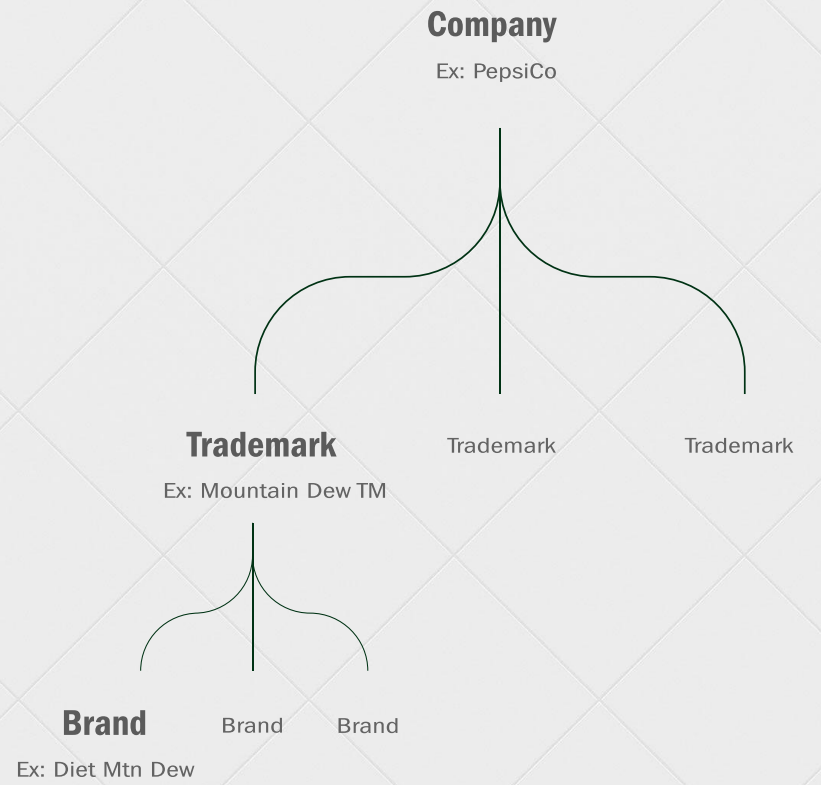 Company
Ex: PepsiCo
Trademark
Trademark
Trademark
Ex: Mountain Dew TM
Brand
Brand
Brand
Ex: Diet Mtn Dew